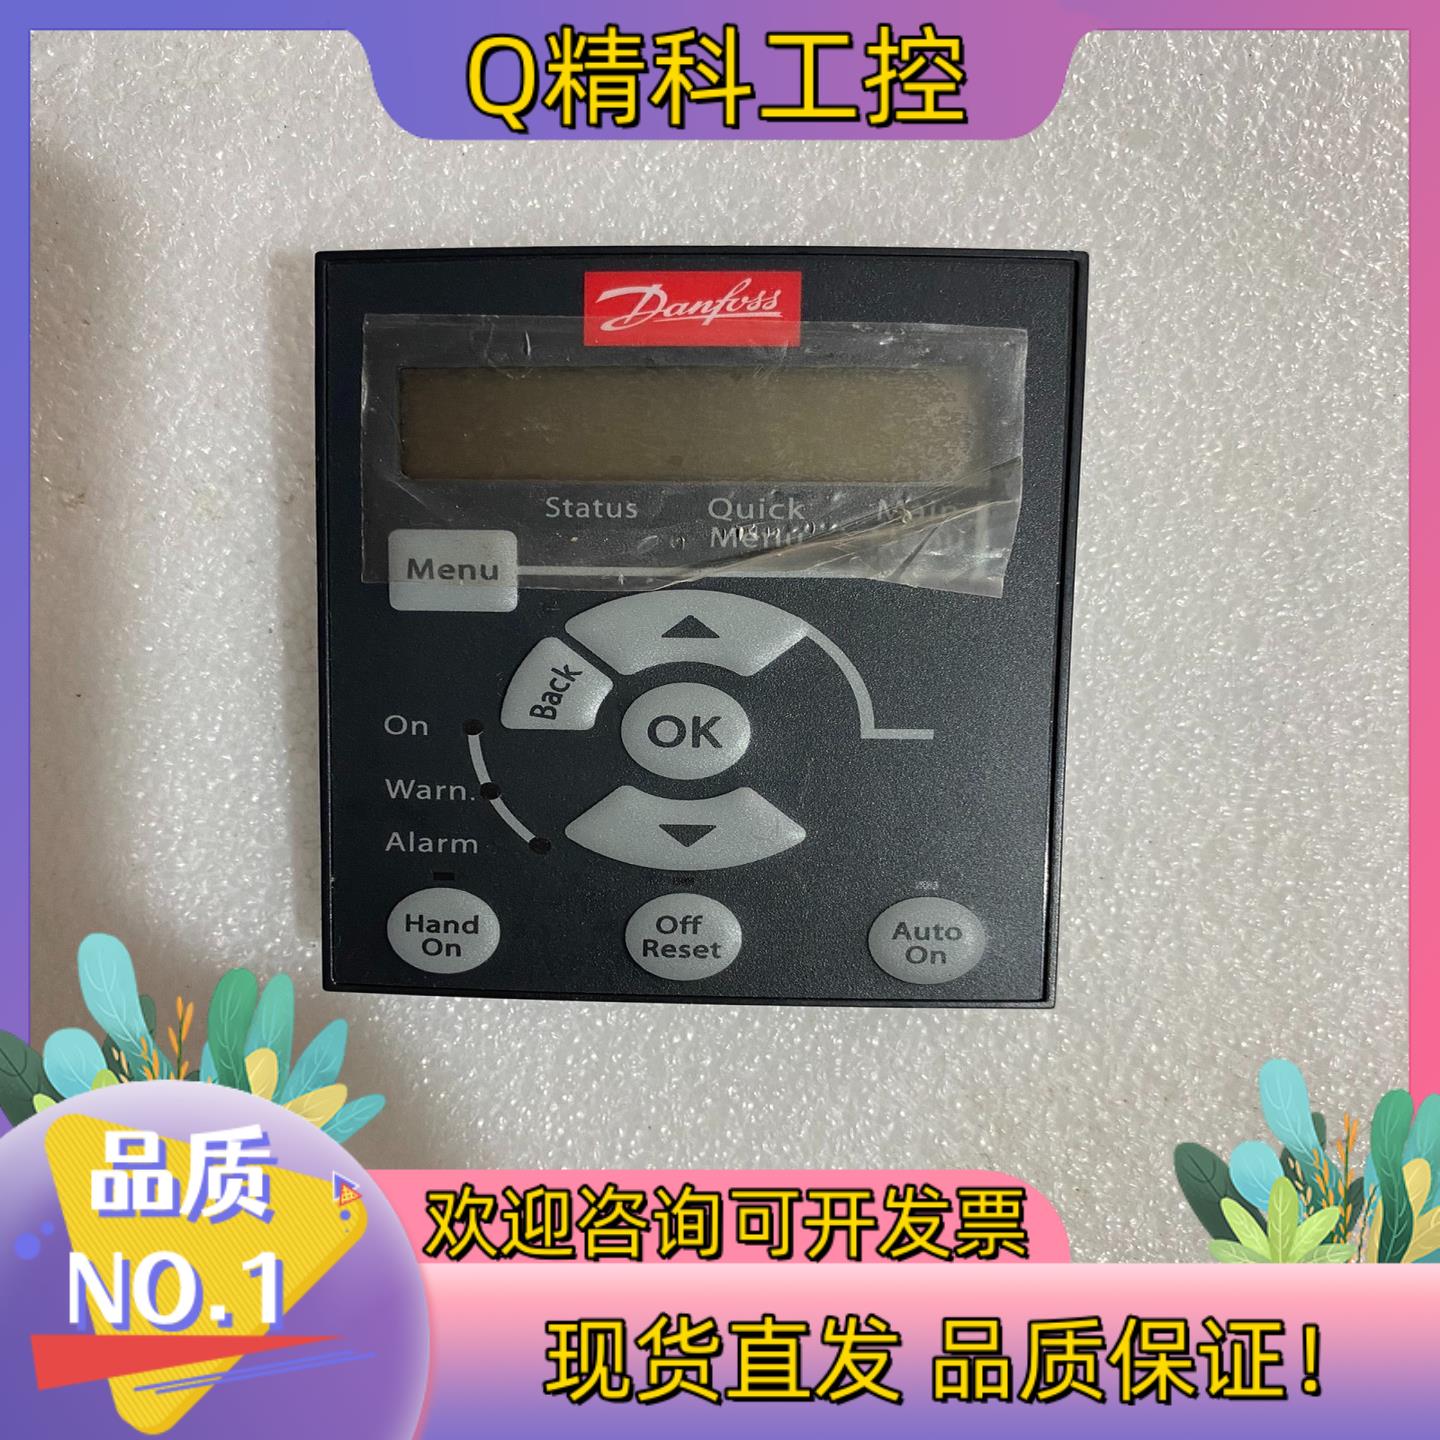 Q精科工控
Danfoss
Status
Quick
Menu
Main
Menu
Back
OK
On
Warn.
Alarm
Hand
On
Off
Reset
Auto
On
品质
NO.1
欢迎咨询可开发票
现货直发 品质保证!